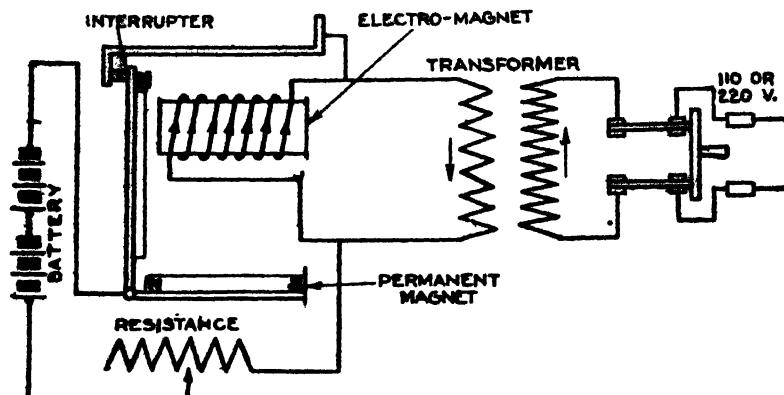 INTERRUPTER
ELECTRO-MAGNET
TRANSFORMER
110 OR
220 V.
BATTERY
PERMANENT
MAGNET
RESISTANCE